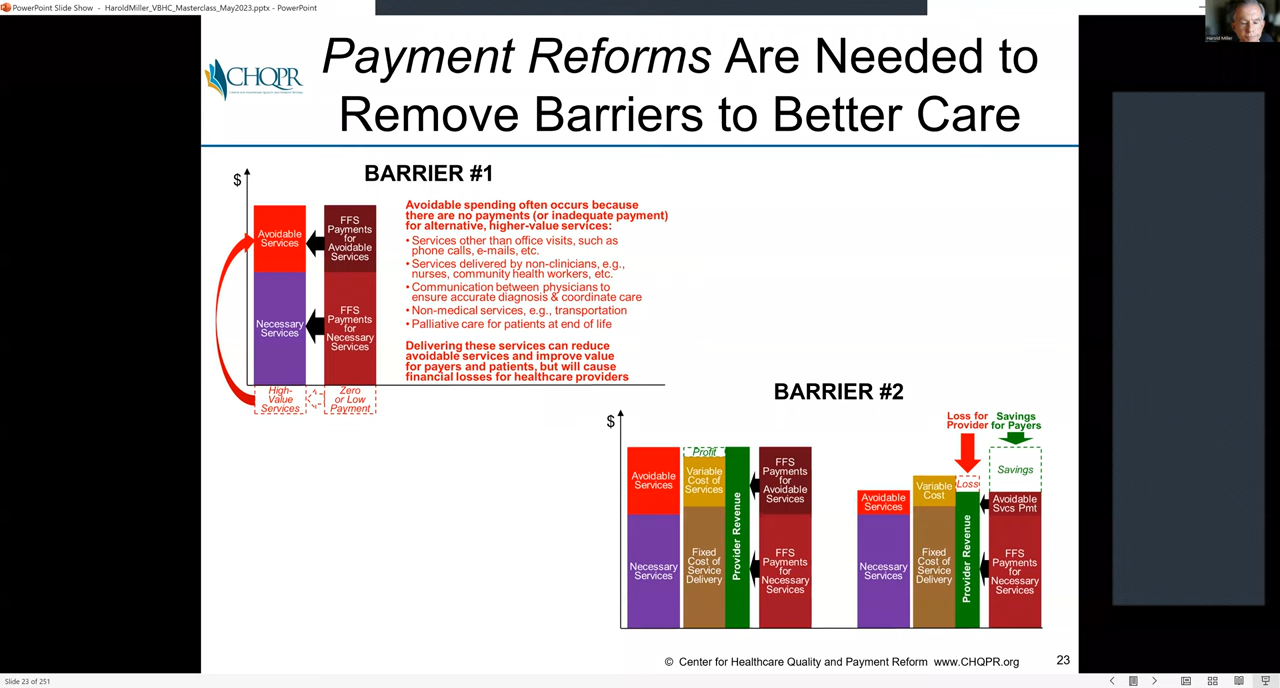 PowerPoint Slide Show - HaroldMiller_VBHC_Masterclass_May2023.pptx - PowerPoint
Harold Miller
CHQPR
Payment Reforms Are Needed to
Remove Barriers to Better Care
BARRIER #1
$
Avoidable
Services
Necessary
Services
High-
Value
Services
FFS
Payments
for
Avoidable
Services
FFS
Payments
for
Necessary
Services
Zero
or Low
Payment
Avoidable spending often occurs because
there are no payments (or inadequate payment)
for alternative, higher-value services:
• Services other than office visits, such as
phone calls, e-mails, etc.
• Services delivered by non-clinicians, e.g.,
nurses, community health workers, etc.
• Communication between physicians to
ensure accurate diagnosis & coordinate care
• Non-medical services, e.g., transportation
• Palliative care for patients at end of life
Delivering these services can reduce
avoidable services and improve value
for payers and patients, but will cause
financial losses for healthcare providers
BARRIER #2
$
Avoidable
Services
Necessary
Services
Profit
Variable
Cost of
Services
Fixed
Cost of
Service
Delivery
Provider Revenue
FFS
Payments
for
Avoidable
Services
FFS
Payments
for
Necessary
Services
Loss for
Provider
Savings
for Payers
Avoidable
Services
Necessary
Services
Variable
Cost
Fixed
Cost of
Service
Delivery
Loss
Provider Revenue
Savings
Avoidable
Svcs Pmt
FFS
Payments
for
Necessary
Services
© Center for Healthcare Quality and Payment Reform www.CHQPR.org
23
Slide 23 of 251